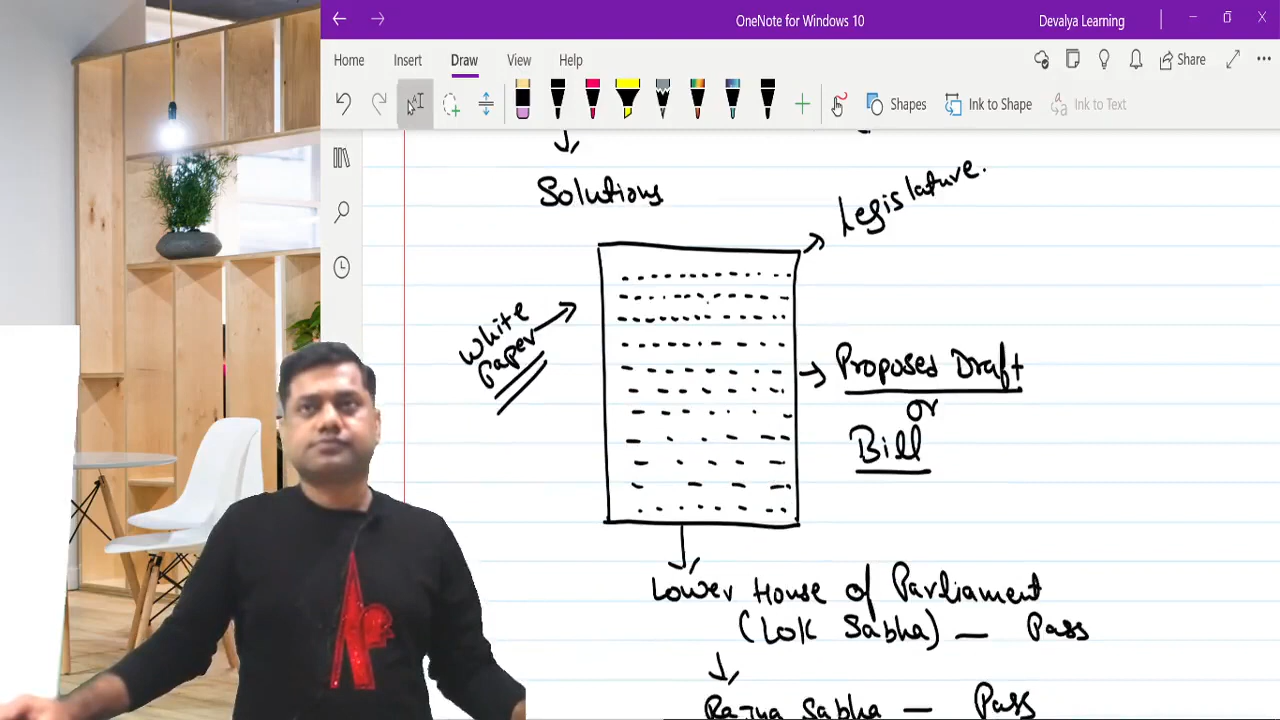 OneNote for Windows 10
Devalya Learning
Home Insert Draw View Help
Share
Shapes
Ink to Shape
Ink to Text
Solutions
Legislature.
White
Paper
Proposed Draft
or
Bill
Lower House of Parliament
(Lok Sabha) — Pass
Rajya Sabha — Pass